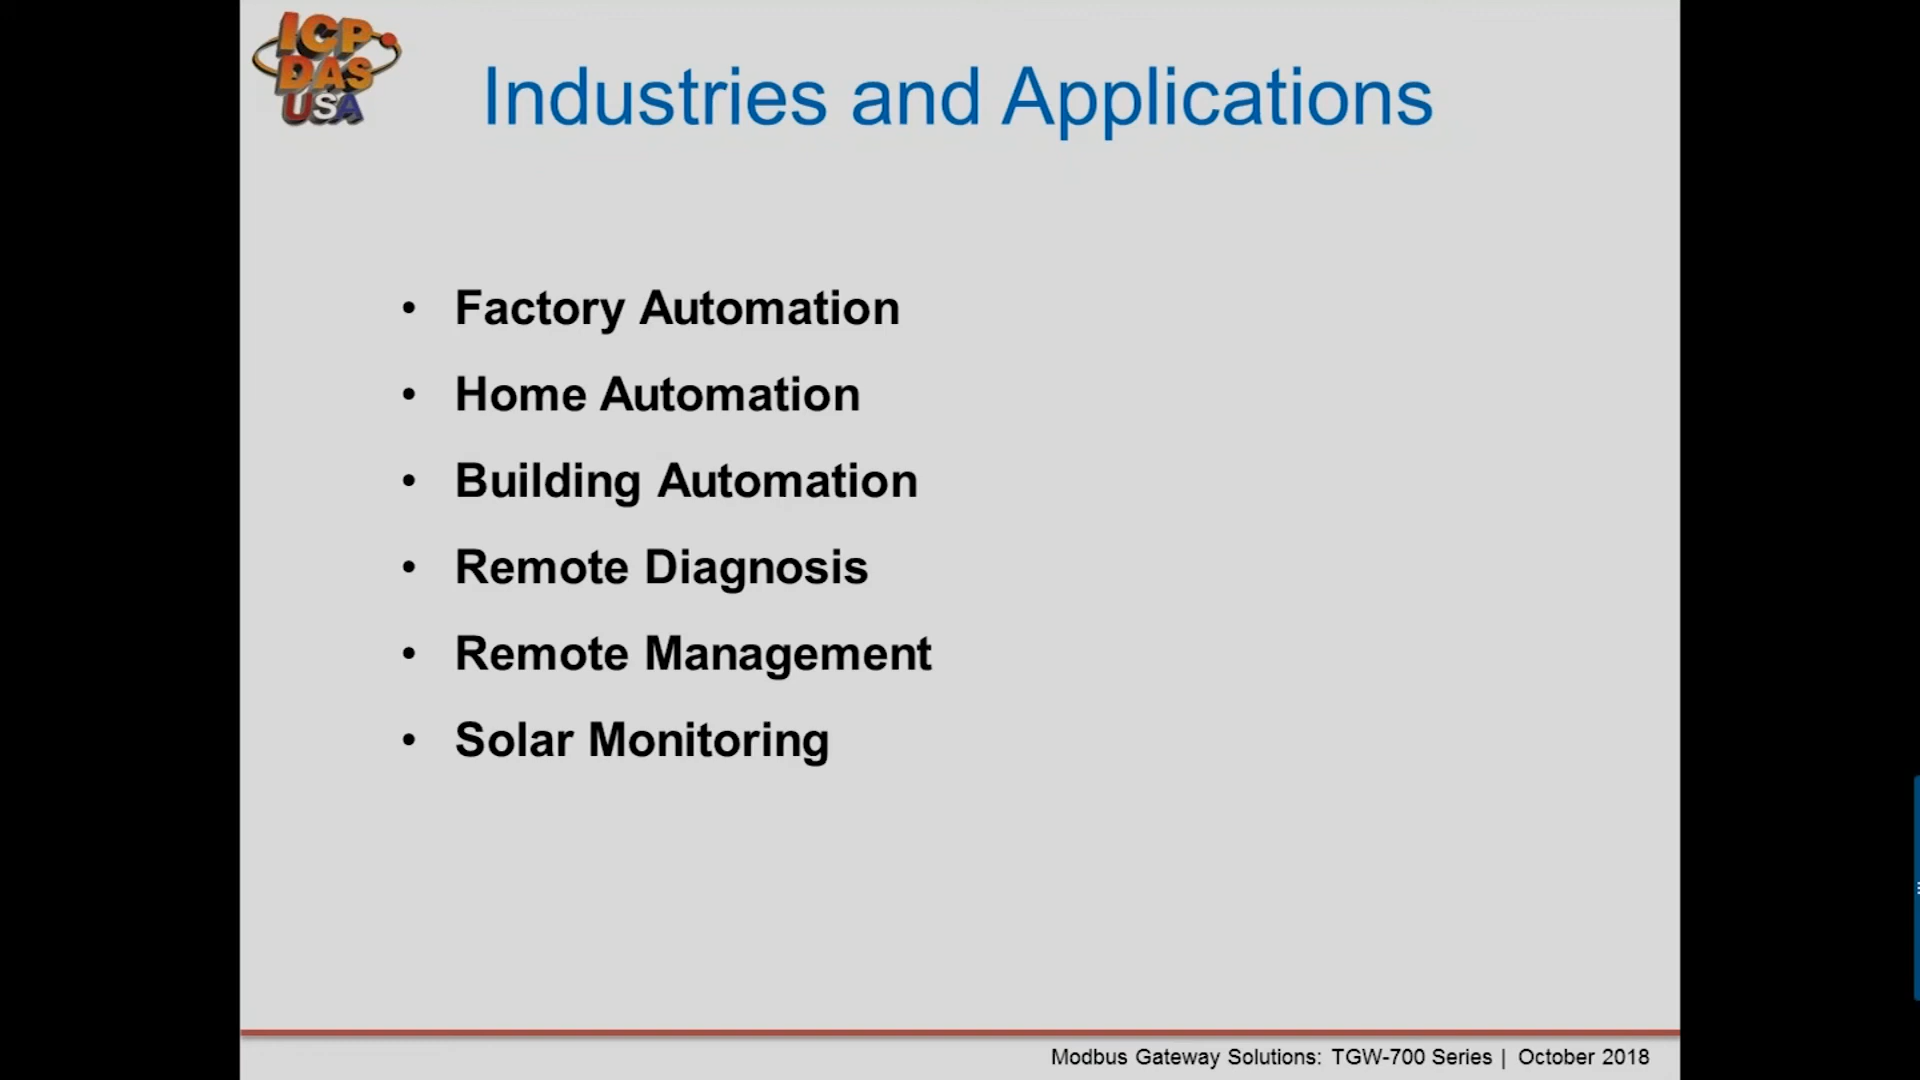 ICP
DAS
USA
Industries and Applications
• Factory Automation
• Home Automation
• Building Automation
• Remote Diagnosis
• Remote Management
• Solar Monitoring
Modbus Gateway Solutions: TGW-700 Series | October 2018